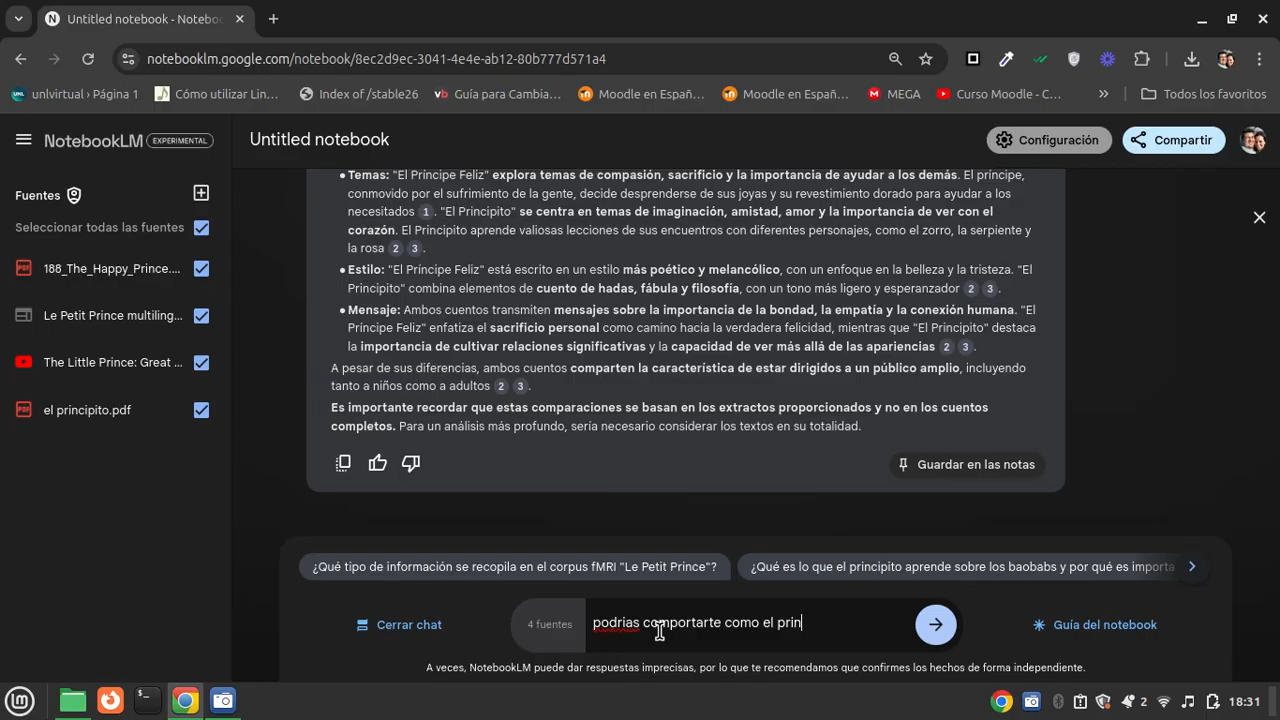 Untitled notebook - Notebo
notebooklm.google.com/notebook/8ec2d9ec-3041-4e4e-ab12-80b777d571a4
unlvirtual › Página 1
Cómo utilizar Lin...
Index of /stable26
Guía para Cambia...
Moodle en Españ...
Moodle en Españ...
MEGA
Curso Moodle - C...
Todos los favoritos
NotebookLM EXPERIMENTAL
Untitled notebook
Configuración
Compartir
Fuentes
Seleccionar todas las fuentes
188_The_Happy_Prince....
Le Petit Prince multiling...
The Little Prince: Great ...
el principito.pdf
• Temas: "El Príncipe Feliz" explora temas de compasión, sacrificio y la importancia de ayudar a los demás. El príncipe,
conmovido por el sufrimiento de la gente, decide desprenderse de sus joyas y su revestimiento dorado para ayudar a los
necesitados 1 . "El Principito" se centra en temas de imaginación, amistad, amor y la importancia de ver con el
corazón. El Principito aprende valiosas lecciones de sus encuentros con diferentes personajes, como el zorro, la serpiente y
la rosa 2 3 .
• Estilo: "El Príncipe Feliz" está escrito en un estilo más poético y melancólico, con un enfoque en la belleza y la tristeza. "El
Principito" combina elementos de cuento de hadas, fábula y filosofía, con un tono más ligero y esperanzador 2 3 .
• Mensaje: Ambos cuentos transmiten mensajes sobre la importancia de la bondad, la empatía y la conexión humana. "El
Príncipe Feliz" enfatiza el sacrificio personal como camino hacia la verdadera felicidad, mientras que "El Principito" destaca
la importancia de cultivar relaciones significativas y la capacidad de ver más allá de las apariencias 2 3 .
A pesar de sus diferencias, ambos cuentos comparten la característica de estar dirigidos a un público amplio, incluyendo
tanto a niños como a adultos 2 3 .
Es importante recordar que estas comparaciones se basan en los extractos proporcionados y no en los cuentos
completos. Para un análisis más profundo, sería necesario considerar los textos en su totalidad.
Guardar en las notas
¿Qué tipo de información se recopila en el corpus fMRI "Le Petit Prince"?
¿Qué es lo que el principito aprende sobre los baobabs y por qué es importa
Cerrar chat
4 fuentes
podrias comportarte como el prin
Guía del notebook
A veces, NotebookLM puede dar respuestas imprecisas, por lo que te recomendamos que confirmes los hechos de forma independiente.
2
18:31